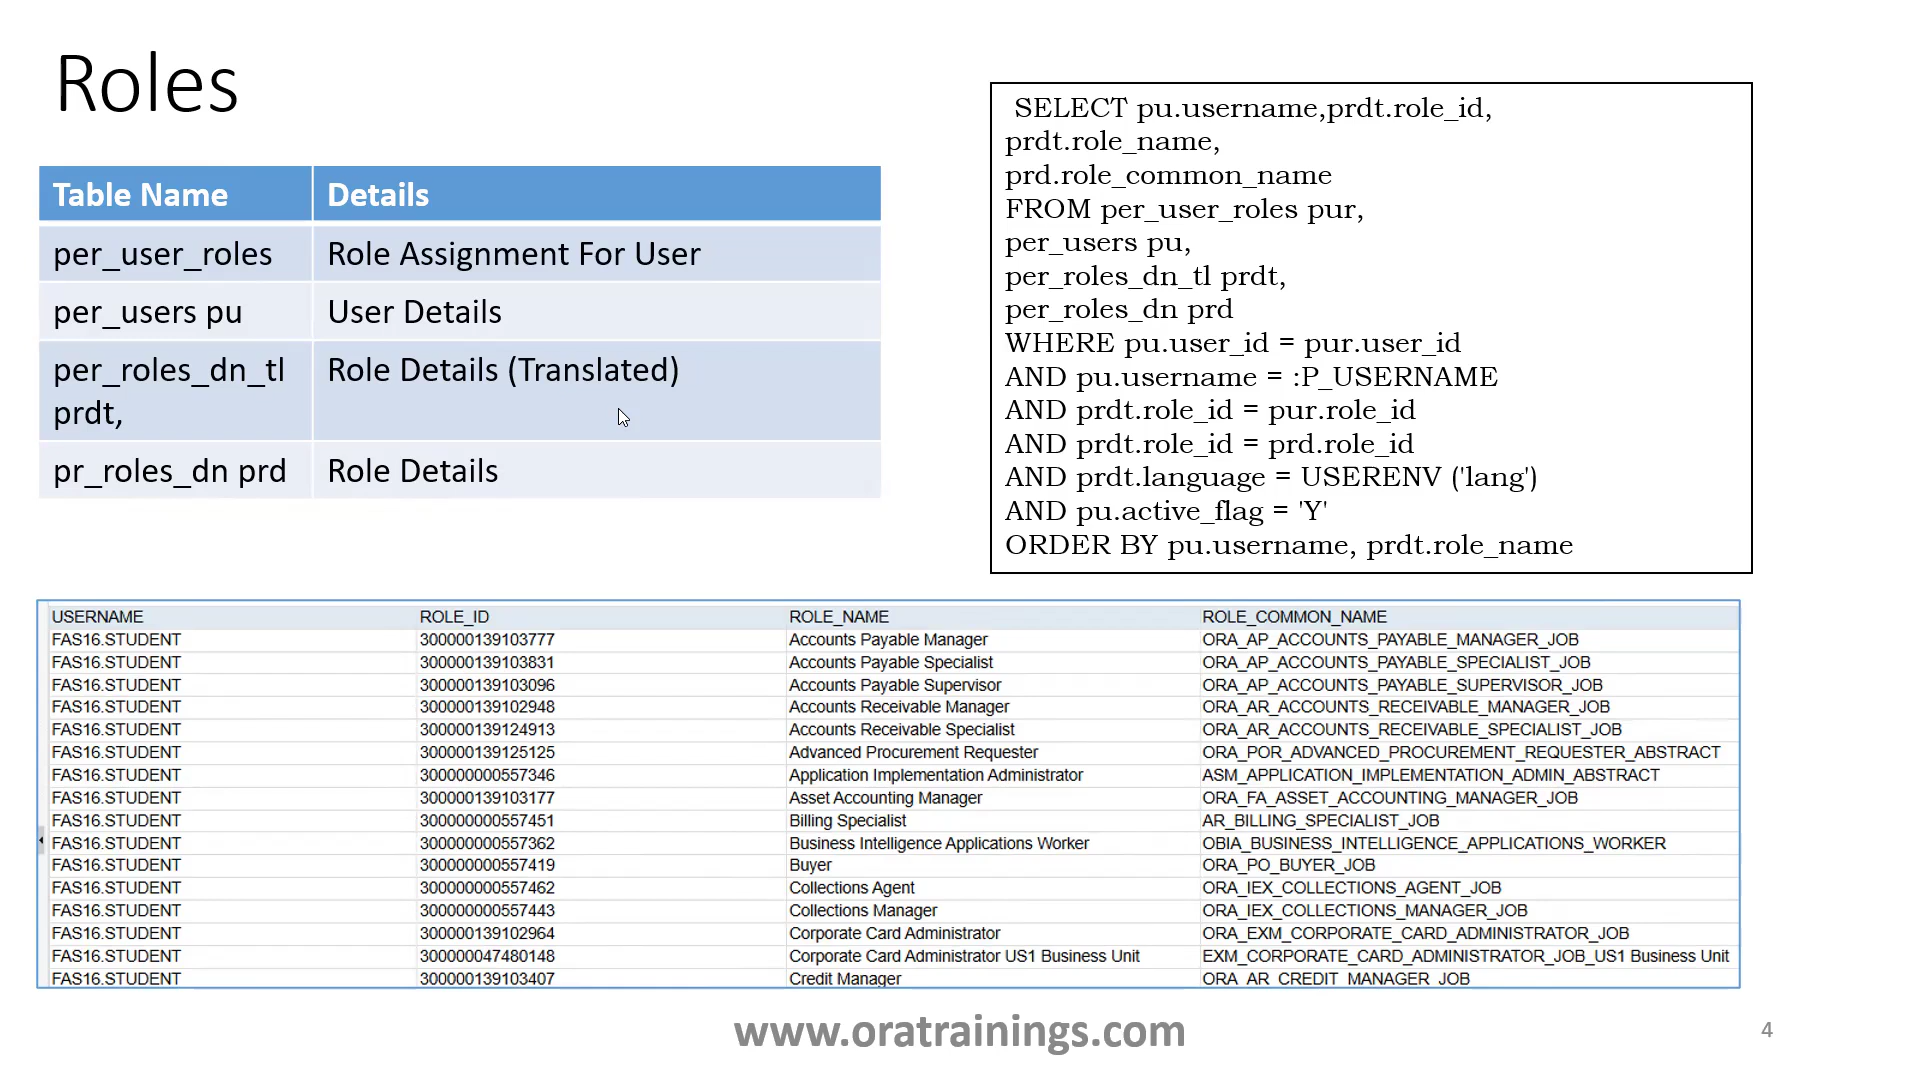 Roles
Table Name Details
per_user_roles Role Assignment For User
per_users pu User Details
per_roles_dn_tl Role Details (Translated)
prdt,
pr_roles_dn prd Role Details
SELECT pu.username,prdt.role_id,
prdt.role_name,
prd.role_common_name
FROM per_user_roles pur,
per_users pu,
per_roles_dn_tl prdt,
per_roles_dn prd
WHERE pu.user_id = pur.user_id
AND pu.username = :P_USERNAME
AND prdt.role_id = pur.role_id
AND prdt.role_id = prd.role_id
AND prdt.language = USERENV ('lang')
AND pu.active_flag = 'Y'
ORDER BY pu.username, prdt.role_name
USERNAME ROLE_ID ROLE_NAME ROLE_COMMON_NAME
FAS16.STUDENT 300000139103777 Accounts Payable Manager ORA_AP_ACCOUNTS_PAYABLE_MANAGER_JOB
FAS16.STUDENT 300000139103831 Accounts Payable Specialist ORA_AP_ACCOUNTS_PAYABLE_SPECIALIST_JOB
FAS16.STUDENT 300000139103096 Accounts Payable Supervisor ORA_AP_ACCOUNTS_PAYABLE_SUPERVISOR_JOB
FAS16.STUDENT 300000139102948 Accounts Receivable Manager ORA_AR_ACCOUNTS_RECEIVABLE_MANAGER_JOB
FAS16.STUDENT 300000139124913 Accounts Receivable Specialist ORA_AR_ACCOUNTS_RECEIVABLE_SPECIALIST_JOB
FAS16.STUDENT 300000139125125 Advanced Procurement Requester ORA_POR_ADVANCED_PROCUREMENT_REQUESTER_ABSTRACT
FAS16.STUDENT 300000000557346 Application Implementation Administrator ASM_APPLICATION_IMPLEMENTATION_ADMIN_ABSTRACT
FAS16.STUDENT 300000139103177 Asset Accounting Manager ORA_FA_ASSET_ACCOUNTING_MANAGER_JOB
FAS16.STUDENT 300000000557451 Billing Specialist AR_BILLING_SPECIALIST_JOB
FAS16.STUDENT 300000000557362 Business Intelligence Applications Worker OBIA_BUSINESS_INTELLIGENCE_APPLICATIONS_WORKER
FAS16.STUDENT 300000000557419 Buyer ORA_PO_BUYER_JOB
FAS16.STUDENT 300000000557462 Collections Agent ORA_IEX_COLLECTIONS_AGENT_JOB
FAS16.STUDENT 300000000557443 Collections Manager ORA_IEX_COLLECTIONS_MANAGER_JOB
FAS16.STUDENT 300000139102964 Corporate Card Administrator ORA_EXM_CORPORATE_CARD_ADMINISTRATOR_JOB
FAS16.STUDENT 300000047480148 Corporate Card Administrator US1 Business Unit EXM_CORPORATE_CARD_ADMINISTRATOR_JOB_US1 Business Unit
FAS16.STUDENT 300000139103407 Credit Manager ORA_AR_CREDIT_MANAGER_JOB
www.oratrainings.com
4